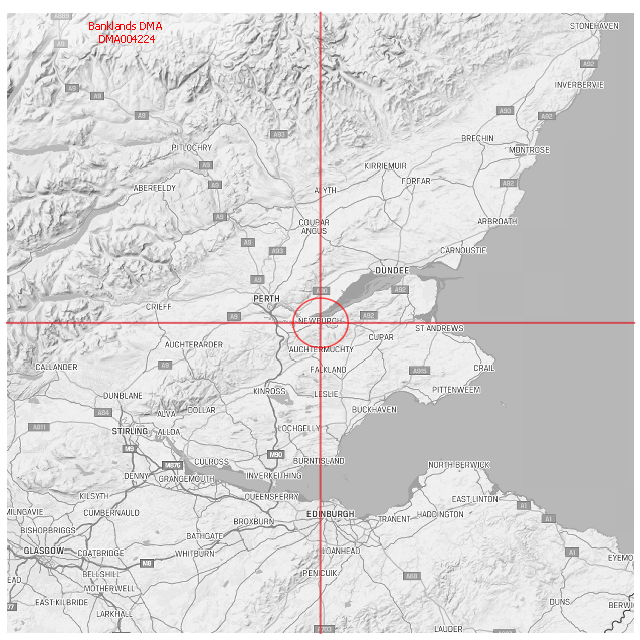 STONEHAVEN
Banklands DMA
DMA004224
A9
A92
INVERBERVIE
A9
A9
A9
A90
A92
A93
BRECHIN
PITLOCHRY
MONTROSE
A9
KIRRIEMUIR
FORFAR
A9
A92
ABERFELDY
ALYTH
A9
COUPAR
ANGUS
ARBROATH
A9
A93
CARNOUSTIE
DUNDEE
A9
A90
A92
PERTH
CRIEFF
A9
NEWBURGH
A92
ST ANDREWS
CUPAR
AUCHTERARDER
AUCHTERMUCHTY
A9
CALLANDER
FALKLAND
A915
CRAIL
KINROSS
LESLIE
PITTENWEEM
DUNBLANE
ALVA
DOLLAR
BUCKHAVEN
A84
A811
STIRLING
ALLOA
LOCHGELLY
M9
M90
CULROSS
BURNTISLAND
M876
NORTH BERWICK
DENNY
GRANGEMOUTH
INVERKEITHING
KILSYTH
QUEENSFERRY
EAST LINTON
MILNGAVIE
CUMBERNAULD
EDINBURGH
HADDINGTON
A1
BROXBURN
TRANENT
A1
BISHOPBRIGGS
BATHGATE
GLASGOW
COATBRIDGE
WHITBURN
LOANHEAD
A1
EYEMO
M8
BELLSHILL
PENICUIK
A68
EAD
MOTHERWELL
EAST KILBRIDE
DUNS
BERWI
77
LARKHALL
LAUDER